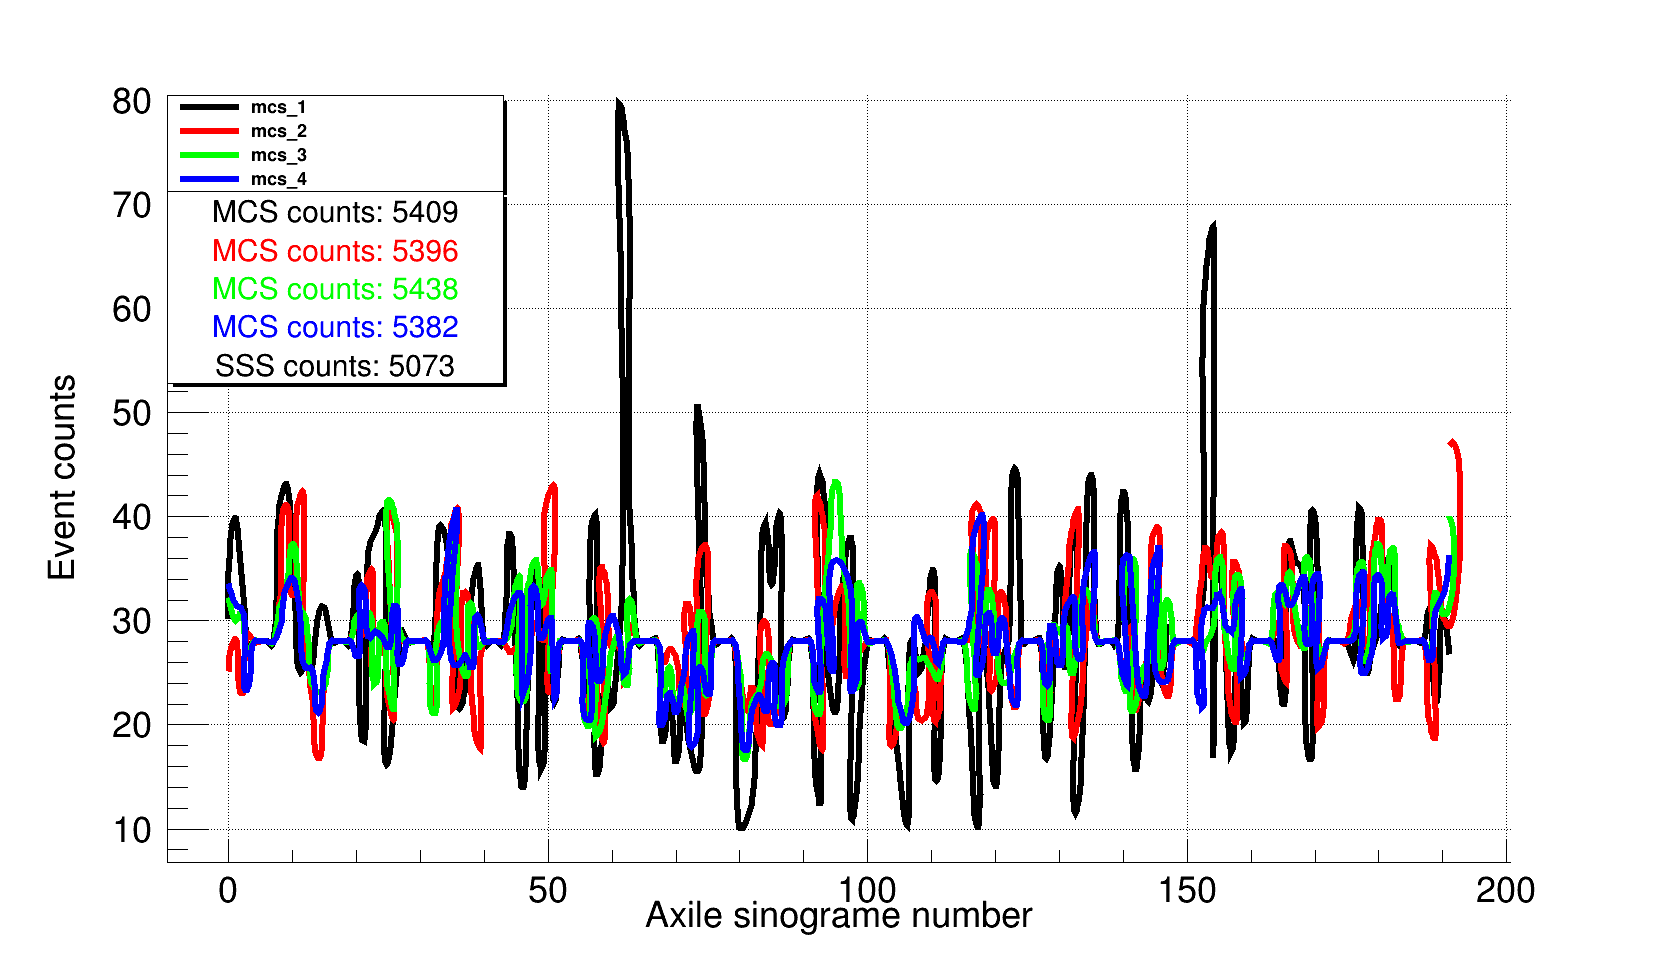 mcs_1
mcs_2
mcs_3
mcs_4
MCS counts: 5409
MCS counts: 5396
MCS counts: 5438
MCS counts: 5382
SSS counts: 5073
Event counts
80
70
60
50
40
30
20
10
0 50 100 150 200
Axile sinograme number